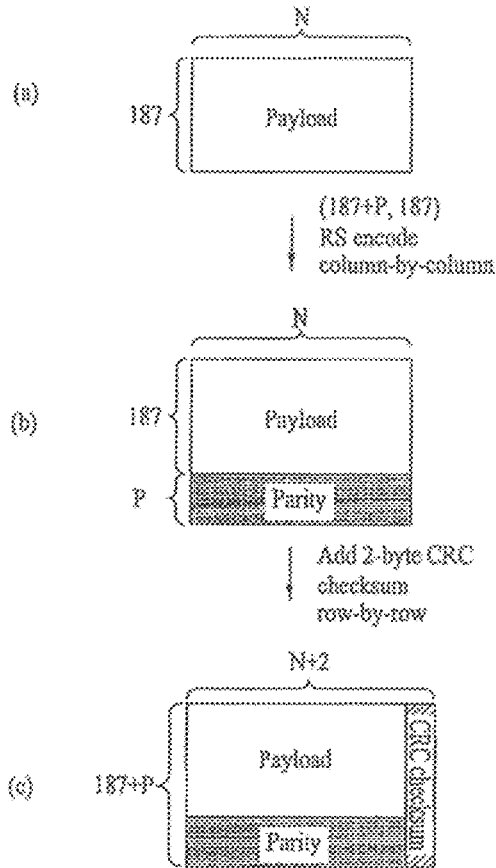 N
(a)
187
Payload
(187+P, 187)
RS encode
column-by-column
N
(b)
187
Payload
P
Parity
Add 2-byte CRC
checksum
row-by-row
N+2
(c)
187+P
Payload
CRC checksum
Parity